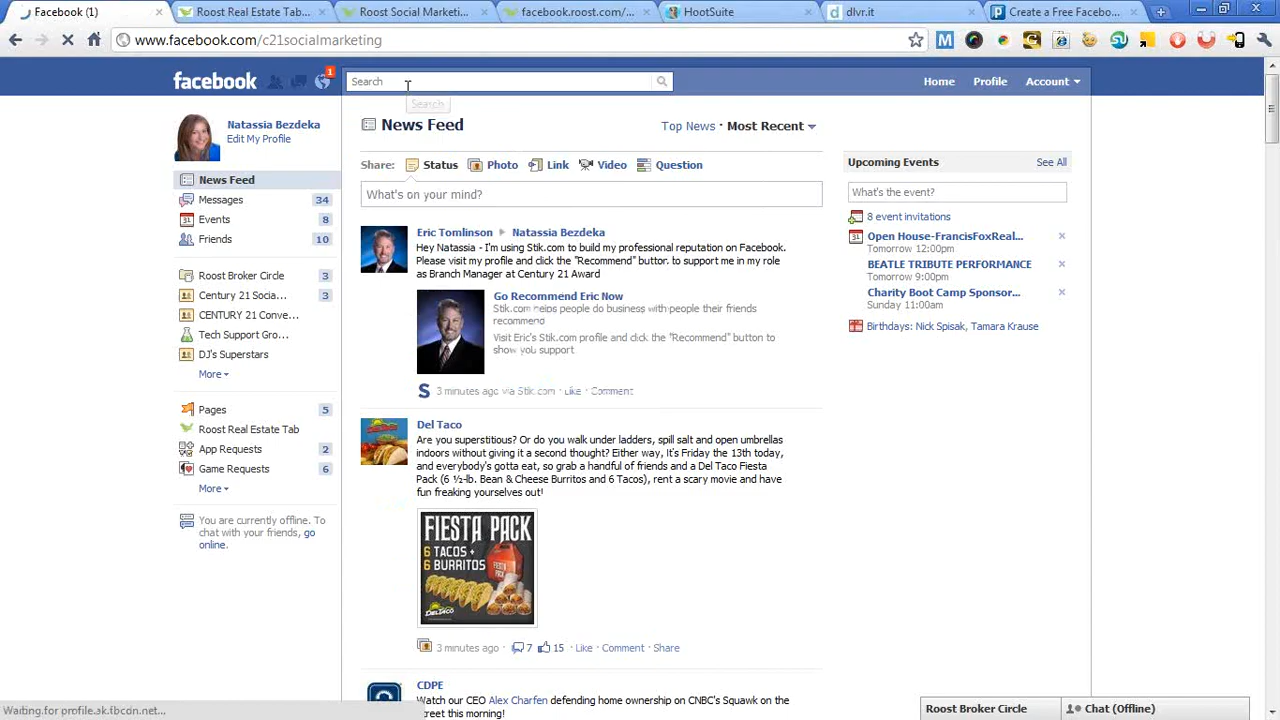 Facebook (1)
Roost Real Estate Tab...
Roost Social Marketi...
facebook.roost.com/...
HootSuite
dlvr.it
Create a Free Facebo...
www.facebook.com/c21socialmarketing
facebook
1
Search
Home
Profile
Account
Search
Natassia Bezdeka
Edit My Profile
News Feed
Messages 34
Events 8
Friends 10
Roost Broker Circle 3
Century 21 Socia... 3
CENTURY 21 Conve...
Tech Support Gro...
DJ's Superstars
More
Pages 5
Roost Real Estate Tab
App Requests 2
Game Requests 6
More
You are currently offline. To
chat with your friends, go
online.
News Feed
Top News · Most Recent
Share: Status Photo Link Video Question
What's on your mind?
Eric Tomlinson Natassia Bezdeka
Hey Natassia - I'm using Stik.com to build my professional reputation on Facebook.
Please visit my profile and click the "Recommend" button. to support me in my role
as Branch Manager at Century 21 Award
Go Recommend Eric Now
Stik.com helps people do business with people their friends
recommend
Visit Eric's Stik.com profile and click the "Recommend" button to
show you support
S 3 minutes ago via Stik.com · Like · Comment
Del Taco
Are you superstitious? Or do you walk under ladders, spill salt and open umbrellas
indoors without giving it a second thought? Either way, It's Friday the 13th today,
and everybody's gotta eat, so grab a handful of friends and a Del Taco Fiesta
Pack (6 ½-lb. Bean & Cheese Burritos and 6 Tacos), rent a scary movie and have
fun freaking yourselves out!
FIESTA PACK
6 TACOS +
6 BURRITOS
DEL TACO
3 minutes ago · 7 15 · Like · Comment · Share
CDPE
Watch our CEO Alex Charfen defending home ownership on CNBC's Squawk on the
Street this morning!
Upcoming Events
See All
What's the event?
8 event invitations
Open House-FrancisFoxReal...
Tomorrow 12:00pm
BEATLE TRIBUTE PERFORMANCE
Tomorrow 9:00pm
Charity Boot Camp Sponsor...
Sunday 11:00am
Birthdays: Nick Spisak, Tamara Krause
Waiting for profile.ak.fbcdn.net...
Roost Broker Circle
Chat (Offline)